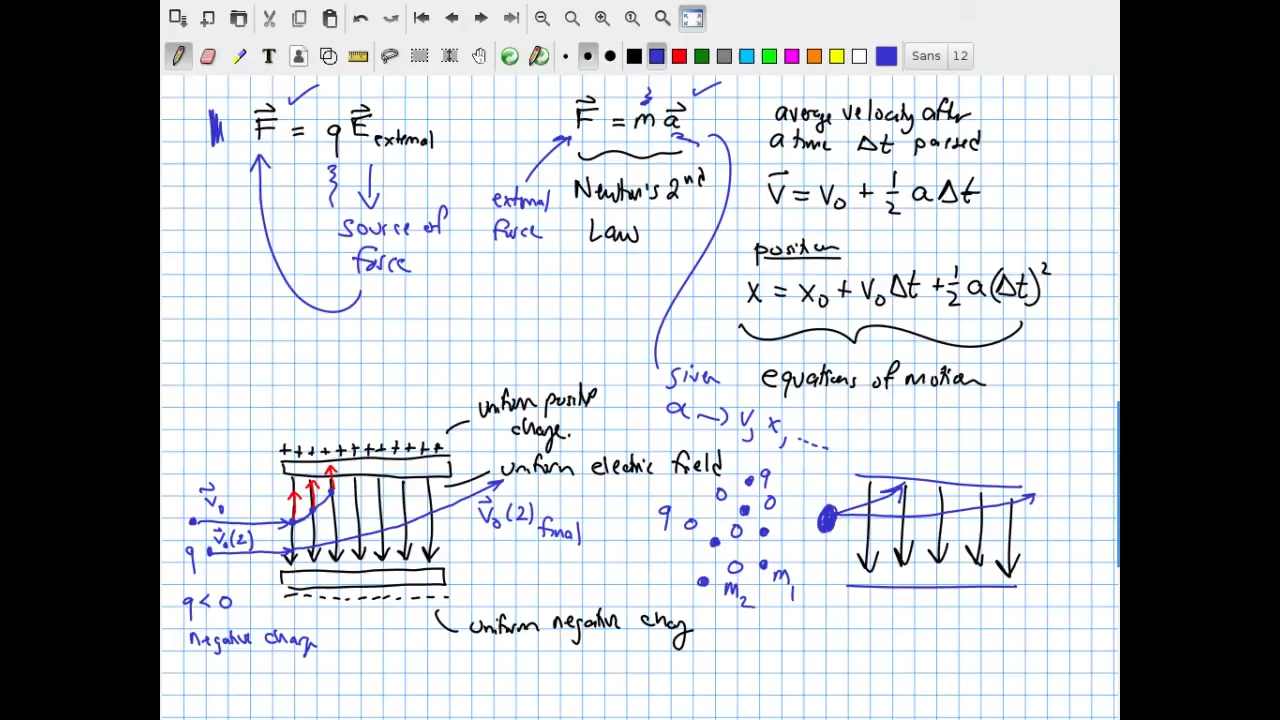 Sans 12
F = q E external
source of
force
F = m a
external
force
Newton's 2nd
Law
average velocity after
a time Δt passed
V = V0 + 1/2 a Δt
position
x = x0 + V0 Δt + 1/2 a(Δt)²
equations of motion
given
a → v, x, ....
uniform positive
charge.
+ + + + + + + + + + + +
uniform electric field
V0
V0(2)
V0(2) final
q
q < 0
negative charge
uniform negative charg
q
q
m1
m2